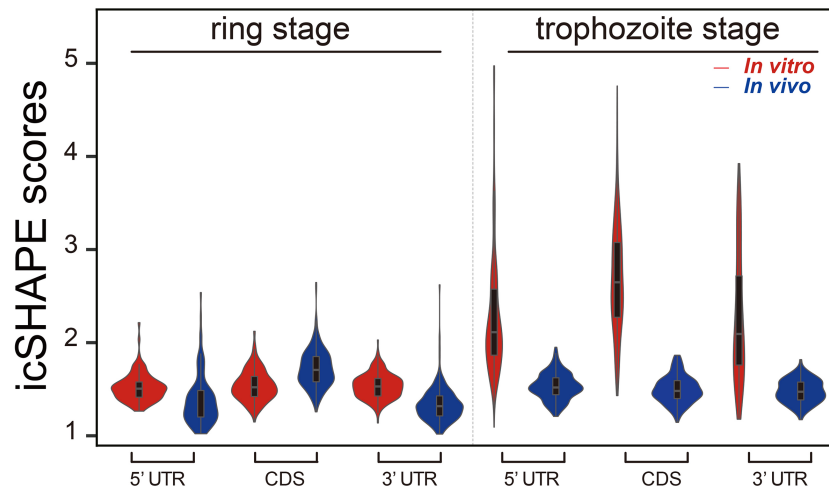 ring stage
trophozoite stage
In vitro
In vivo
icSHAPE scores
5
4
3
2
1
5’ UTR
CDS
3’ UTR
5’ UTR
CDS
3’ UTR